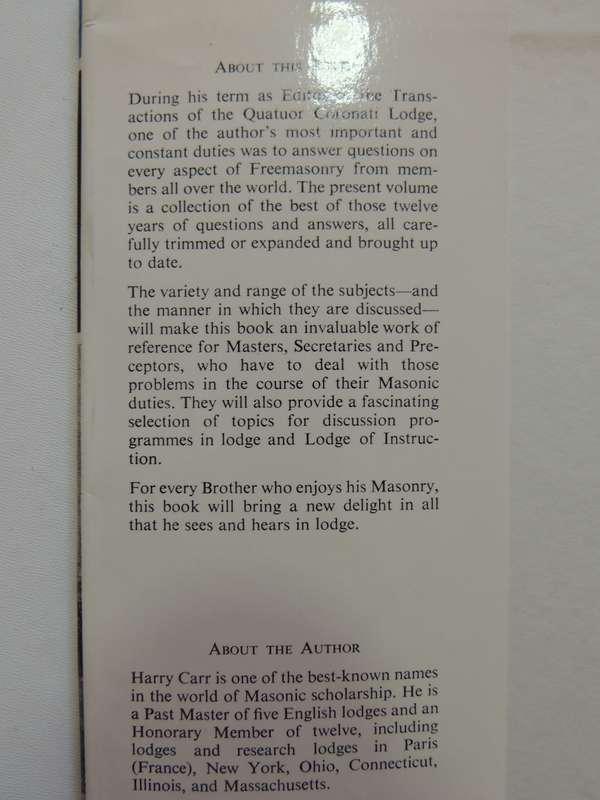 ABOUT THIS
During his term as Editor of the Trans-
actions of the Quatuor Coronati Lodge,
one of the author's most important and
constant duties was to answer questions on
every aspect of Freemasonry from mem-
bers all over the world. The present volume
is a collection of the best of those twelve
years of questions and answers, all care-
fully trimmed or expanded and brought up
to date.
The variety and range of the subjects—and
the manner in which they are discussed—
will make this book an invaluable work of
reference for Masters, Secretaries and Pre-
ceptors, who have to deal with those
problems in the course of their Masonic
duties. They will also provide a fascinating
selection of topics for discussion pro-
grammes in lodge and Lodge of Instruc-
tion.
For every Brother who enjoys his Masonry,
this book will bring a new delight in all
that he sees and hears in lodge.
ABOUT THE AUTHOR
Harry Carr is one of the best-known names
in the world of Masonic scholarship. He is
a Past Master of five English lodges and an
Honorary Member of twelve, including
lodges and research lodges in Paris
(France), New York, Ohio, Connecticut,
Illinois, and Massachusetts.